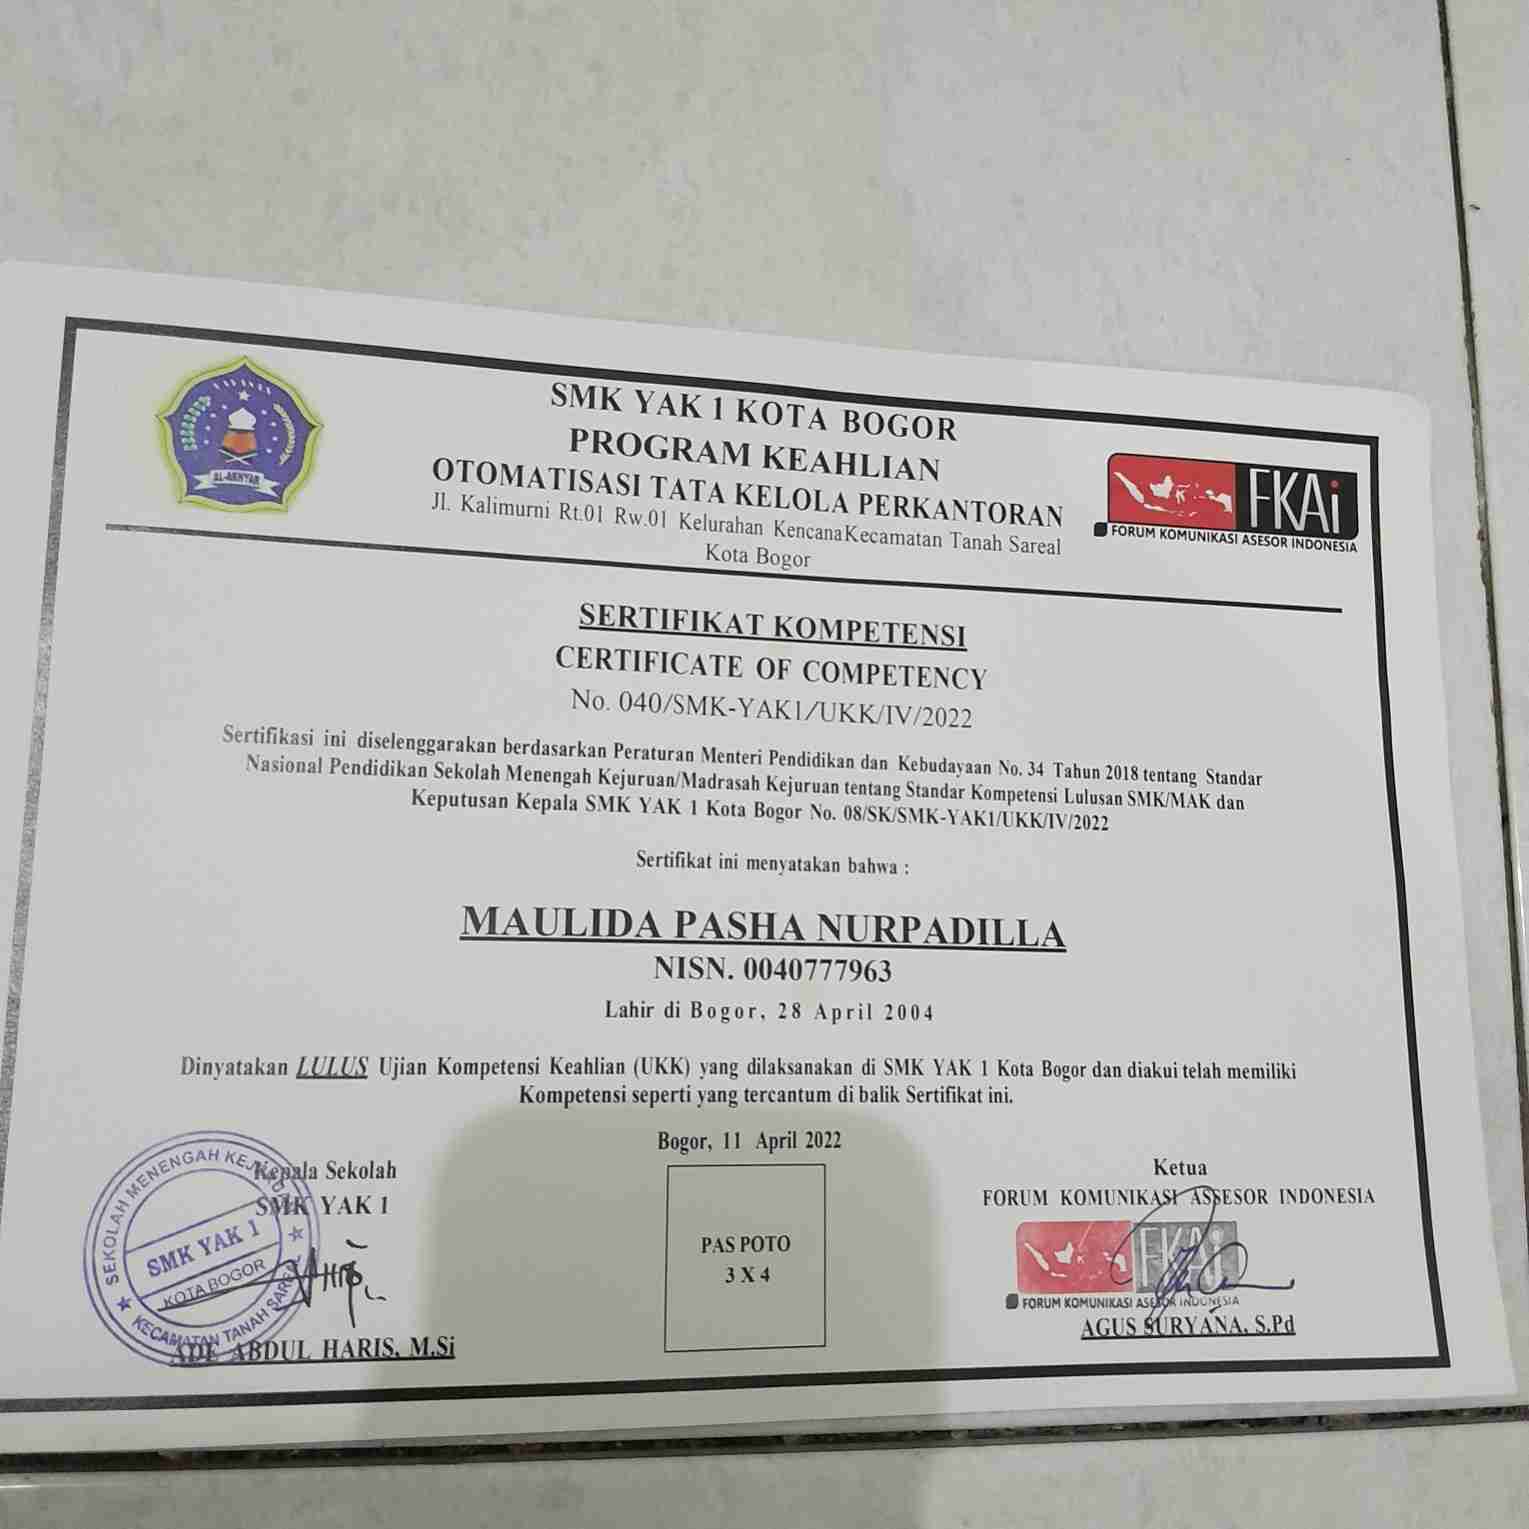 SMK YAK 1 KOTA BOGOR
PROGRAM KEAHLIAN
OTOMATISASI TATA KELOLA PERKANTORAN
Jl. Kalimurni Rt.01 Rw.01 Kelurahan KencanaKecamatan Tanah Sareal
Kota Bogor
YAYASAN
AL-AKHYAR
FKAi
FORUM KOMUNIKASI ASESOR INDONESIA
SERTIFIKAT KOMPETENSI
CERTIFICATE OF COMPETENCY
No. 040/SMK-YAK1/UKK/IV/2022
Sertifikasi ini diselenggarakan berdasarkan Peraturan Menteri Pendidikan dan Kebudayaan No. 34 Tahun 2018 tentang Standar
Nasional Pendidikan Sekolah Menengah Kejuruan/Madrasah Kejuruan tentang Standar Kompetensi Lulusan SMK/MAK dan
Keputusan Kepala SMK YAK 1 Kota Bogor No. 08/SK/SMK-YAK1/UKK/IV/2022
Sertifikat ini menyatakan bahwa :
MAULIDA PASHA NURPADILLA
NISN. 0040777963
Lahir di Bogor, 28 April 2004
Dinyatakan LULUS Ujian Kompetensi Keahlian (UKK) yang dilaksanakan di SMK YAK 1 Kota Bogor dan diakui telah memiliki
Kompetensi seperti yang tercantum di balik Sertifikat ini.
Bogor, 11 April 2022
Kepala Sekolah
SMK YAK 1
SEKOLAH MENENGAH KEJURUAN
SMK YAK 1
KOTA BOGOR
KECAMATAN TANAH SAREAL
ADE ABDUL HARIS, M.Si
PAS POTO
3 X 4
Ketua
FORUM KOMUNIKASI ASSESOR INDONESIA
FKAi
FORUM KOMUNIKASI ASESOR INDONESIA
AGUS SURYANA, S.Pd